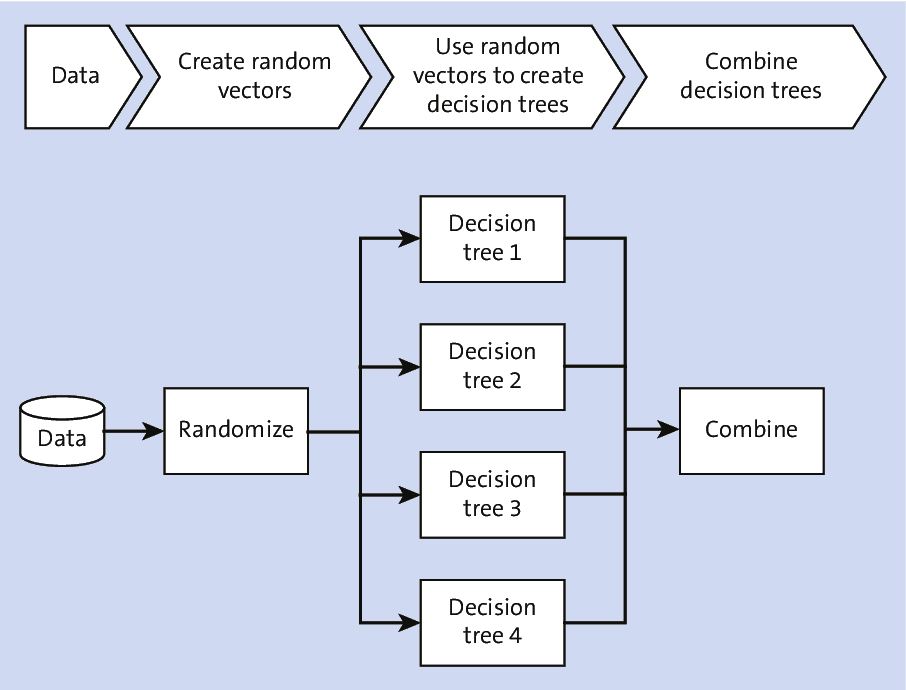 Data
Create random
vectors
Use random
vectors to create
decision trees
Combine
decision trees
Decision
tree 1
Decision
tree 2
Data
Randomize
Combine
Decision
tree 3
Decision
tree 4